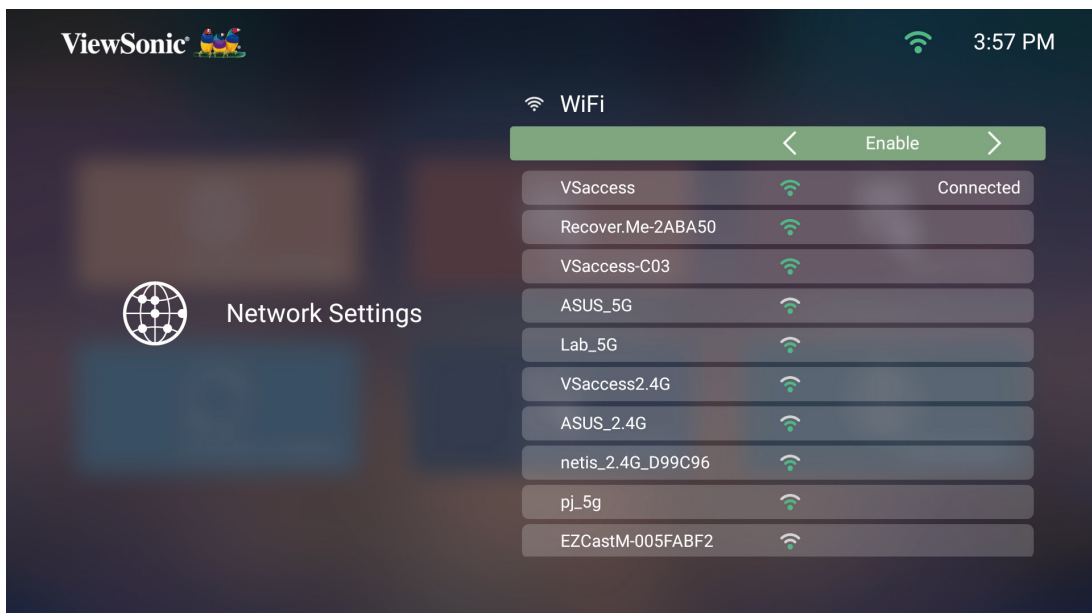 ViewSonic
3:57 PM
WiFi
Enable
VSaccess Connected
Recover.Me-2ABA50
VSaccess-C03
ASUS_5G
Network Settings
Lab_5G
VSaccess2.4G
ASUS_2.4G
netis_2.4G_D99C96
pj_5g
EZCastM-005FABF2